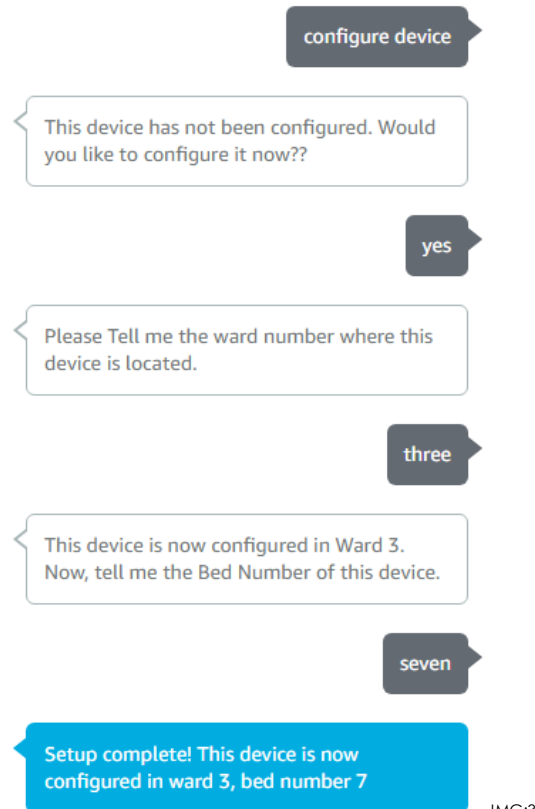 configure device
This device has not been configured. Would
you like to configure it now??
yes
Please Tell me the ward number where this
device is located.
three
This device is now configured in Ward 3.
Now, tell me the Bed Number of this device.
seven
Setup complete! This device is now
configured in ward 3, bed number 7